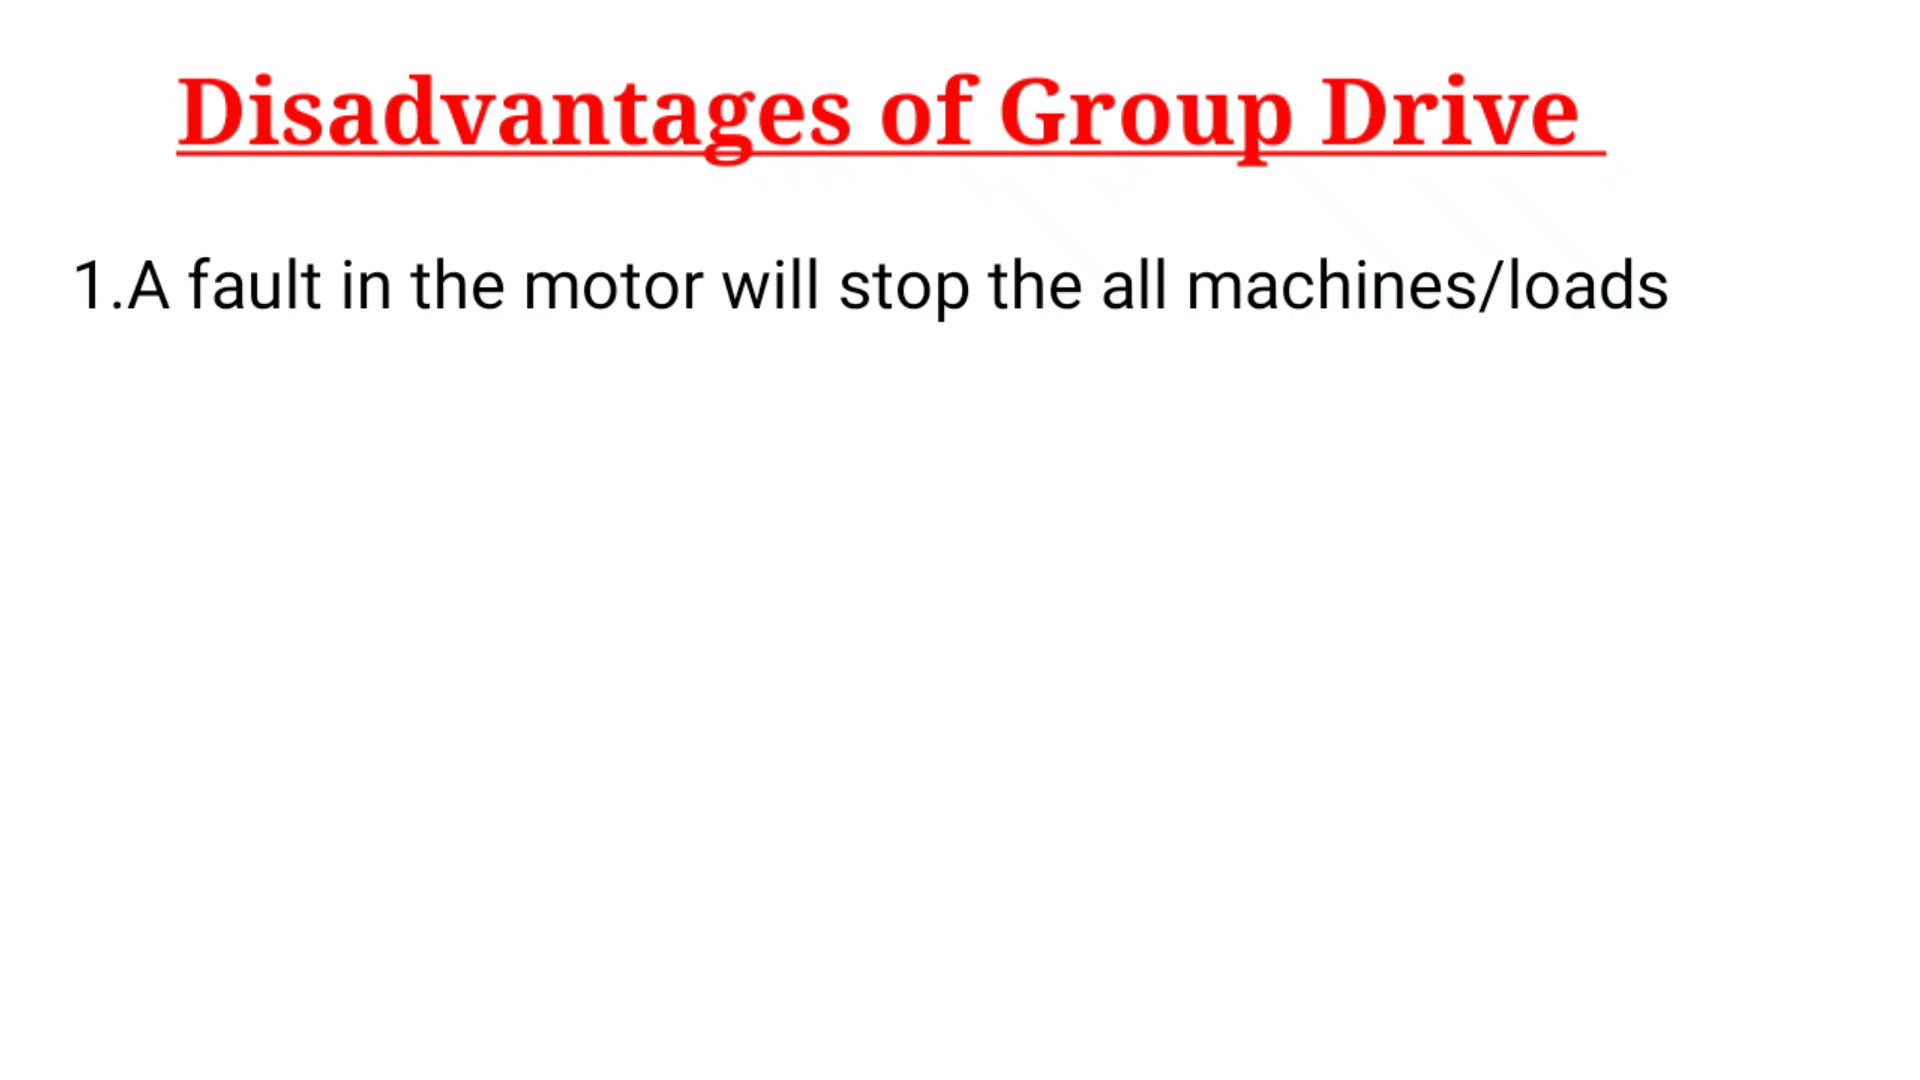 Disadvantages of Group Drive
1.A fault in the motor will stop the all machines/loads